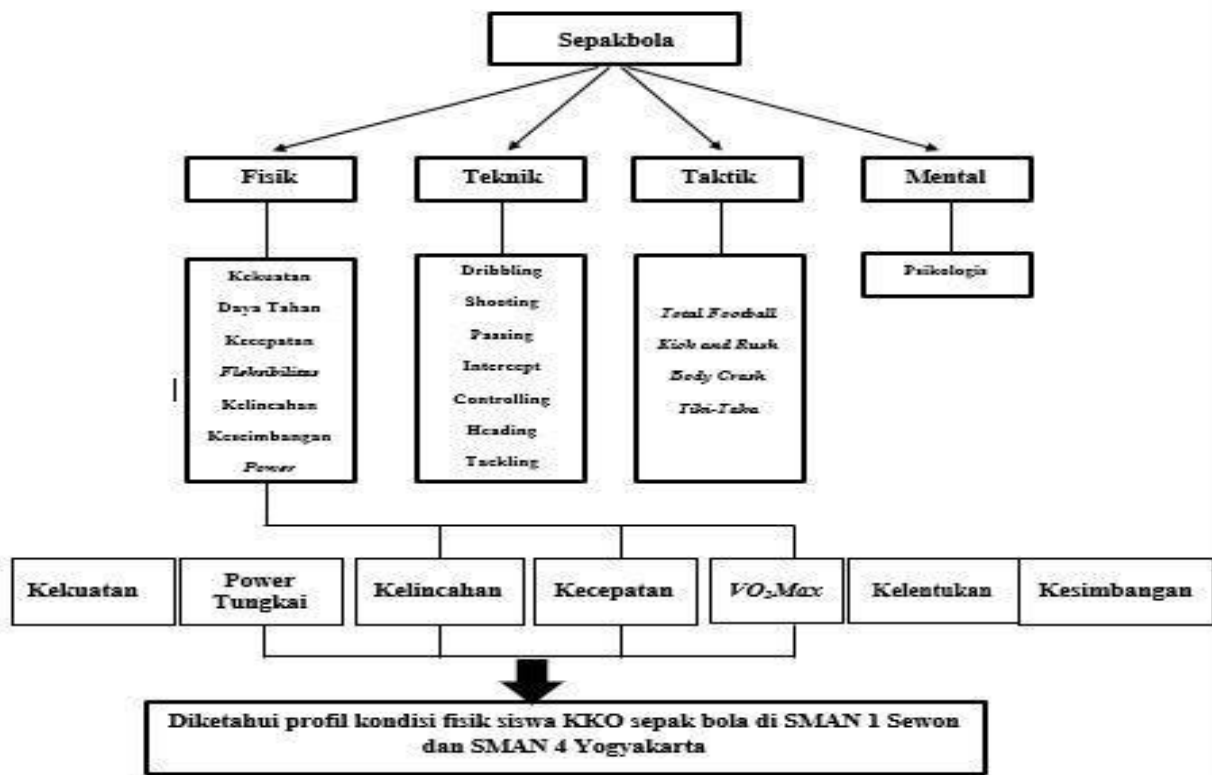 Sepakbola
Fisik
Teknik
Taktik
Mental
Kekuatan
Daya Tahan
Kecepatan
Fleksibilitas
Kelincahan
Keseimbangan
Power
Dribbling
Shooting
Passing
Intercept
Controlling
Heading
Tackling
Total Football
Kick and Rush
Body Crash
Tiki-Taka
Psikologis
Kekuatan
Power
Tungkai
Kelincahan
Kecepatan
VO₂Max
Kelentukan
Kesimbangan
Diketahui profil kondisi fisik siswa KKO sepak bola di SMAN 1 Sewon
dan SMAN 4 Yogyakarta